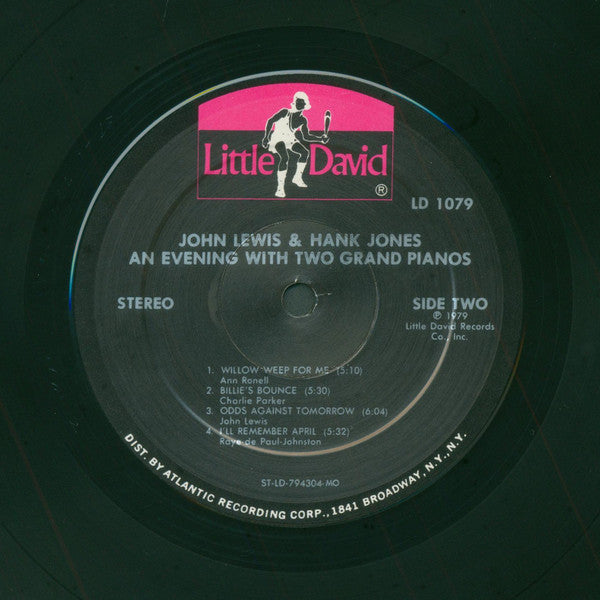 Little David ®
LD 1079
JOHN LEWIS & HANK JONES
AN EVENING WITH TWO GRAND PIANOS
STEREO
SIDE TWO
℗ 1979
Little David Records
Co., Inc.
1. WILLOW WEEP FOR ME (5:10)
Ann Ronell
2. BILLIE'S BOUNCE (5:30)
Charlie Parker
3. ODDS AGAINST TOMORROW (6:04)
John Lewis
4. I'LL REMEMBER APRIL (5:32)
Raye-de Paul-Johnston
ST-LD-794304-MO
DIST. BY ATLANTIC RECORDING CORP., 1841 BROADWAY, N.Y., N.Y.